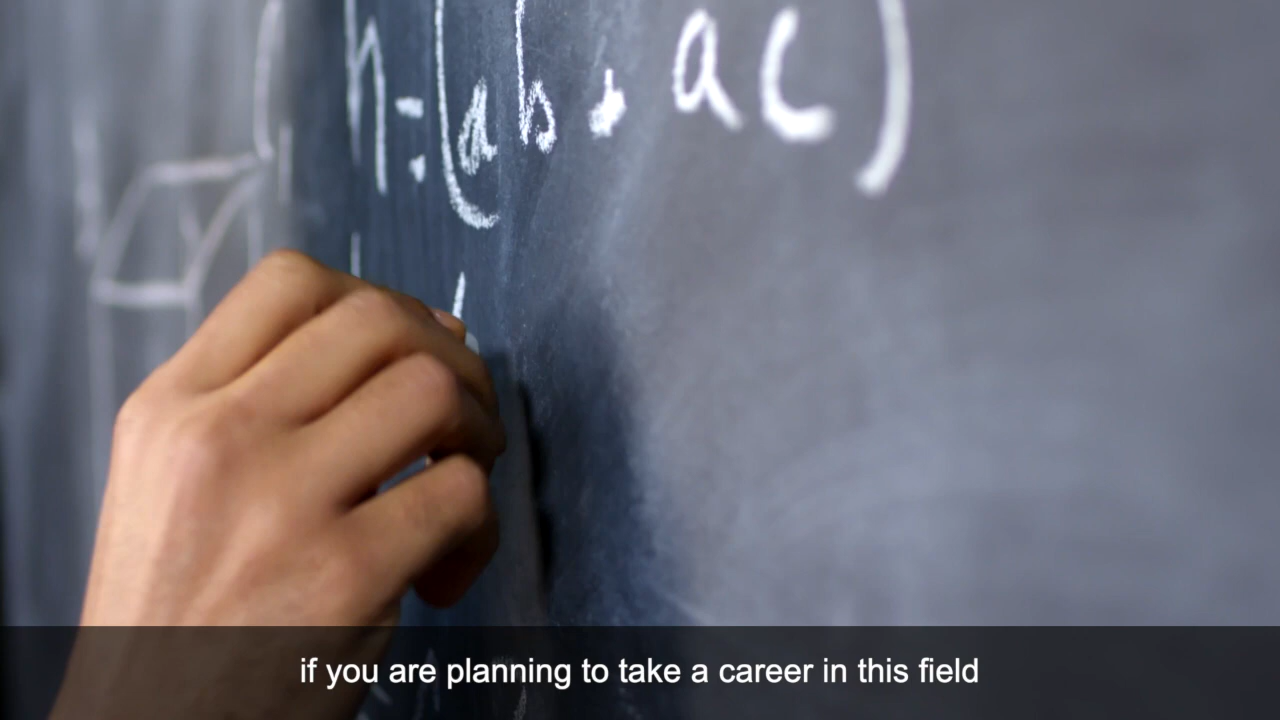 h=(ab+ac)
if you are planning to take a career in this field